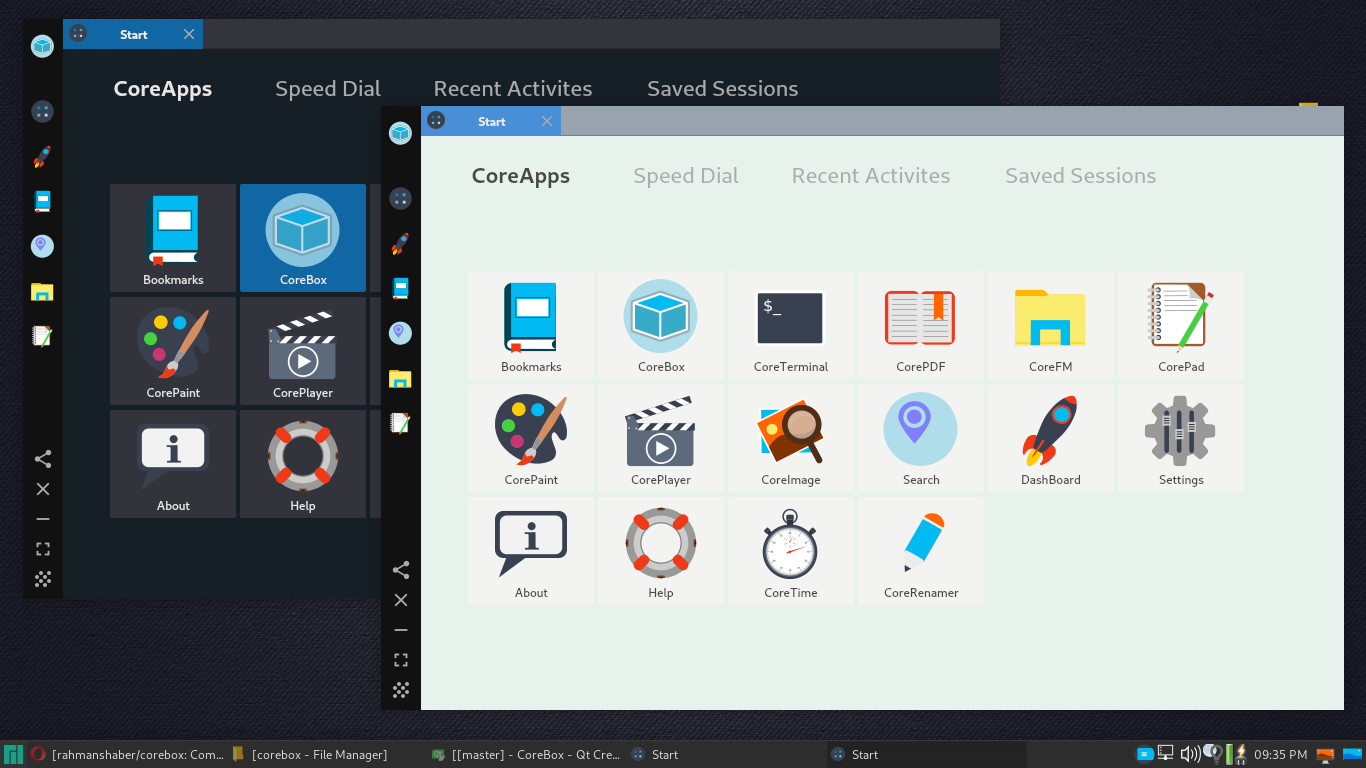 Start
CoreApps Speed Dial Recent Activites Saved Sessions
Bookmarks CoreBox
CorePaint CorePlayer
About Help
Start
CoreApps Speed Dial Recent Activites Saved Sessions
$_
Bookmarks CoreBox CoreTerminal CorePDF CoreFM CorePad
CorePaint CorePlayer CoreImage Search DashBoard Settings
About Help CoreTime CoreRenamer
[rahmanshaber/corebox: Com... [corebox - File Manager] [[master] - CoreBox - Qt Cre... Start Start 09:35 PM